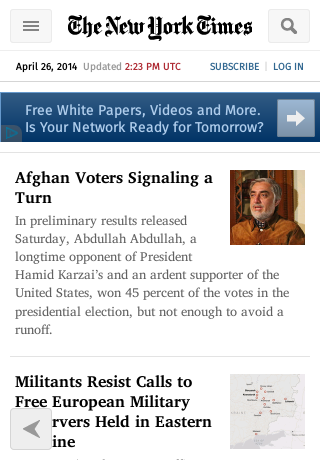 The New York Times
April 26, 2014 Updated 2:23 PM UTC SUBSCRIBE | LOG IN
Free White Papers, Videos and More.
Is Your Network Ready for Tomorrow?
Afghan Voters Signaling a
Turn
In preliminary results released
Saturday, Abdullah Abdullah, a
longtime opponent of President
Hamid Karzai's and an ardent supporter of the
United States, won 45 percent of the votes in the
presidential election, but not enough to avoid a
runoff.
Militants Resist Calls to
Free European Military
ervers Held in Eastern
ine